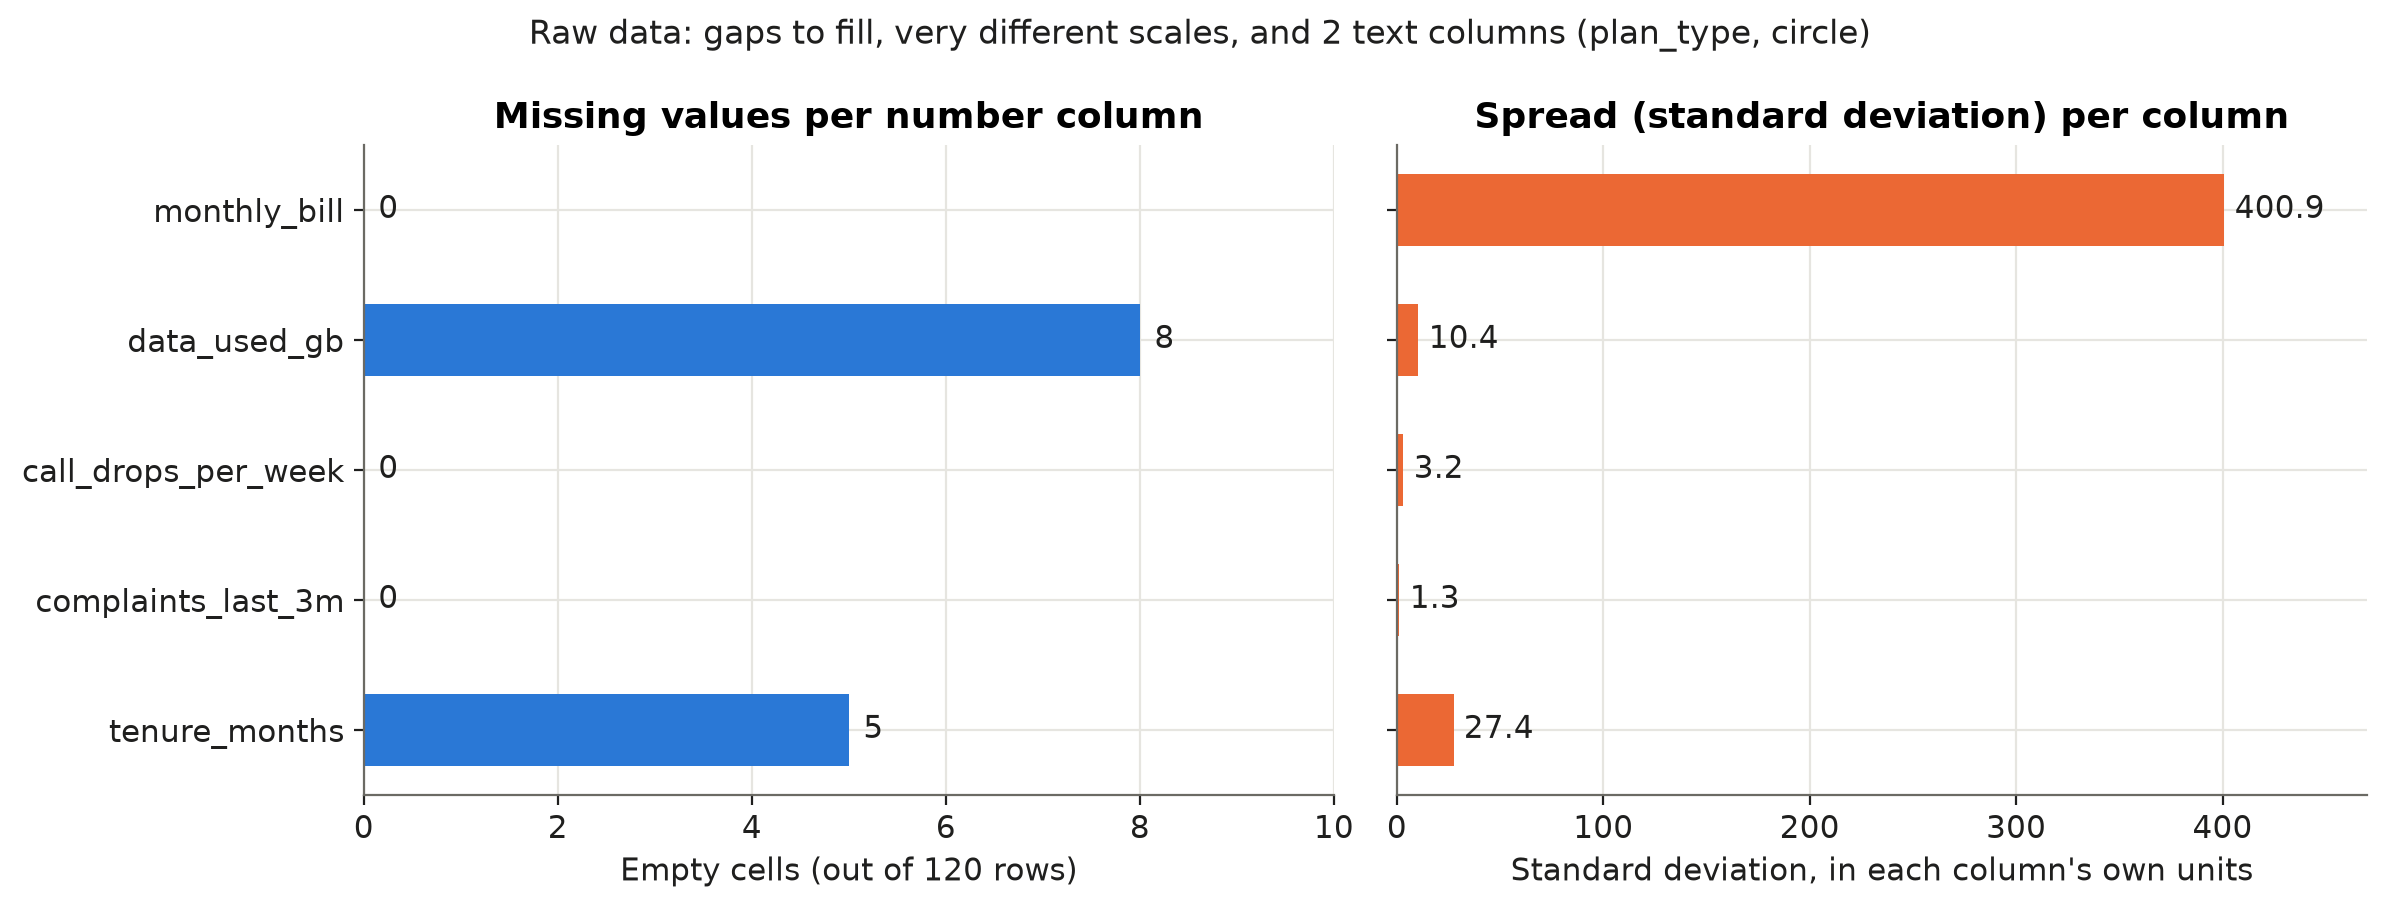 Raw data: gaps to fill, very different scales, and 2 text columns (plan_type, circle)
Missing values per number column
monthly_bill
0
data_used_gb
8
call_drops_per_week
0
complaints_last_3m
0
tenure_months
5
0 2 4 6 8 10
Empty cells (out of 120 rows)
Spread (standard deviation) per column
400.9
10.4
3.2
1.3
27.4
0 100 200 300 400
Standard deviation, in each column's own units